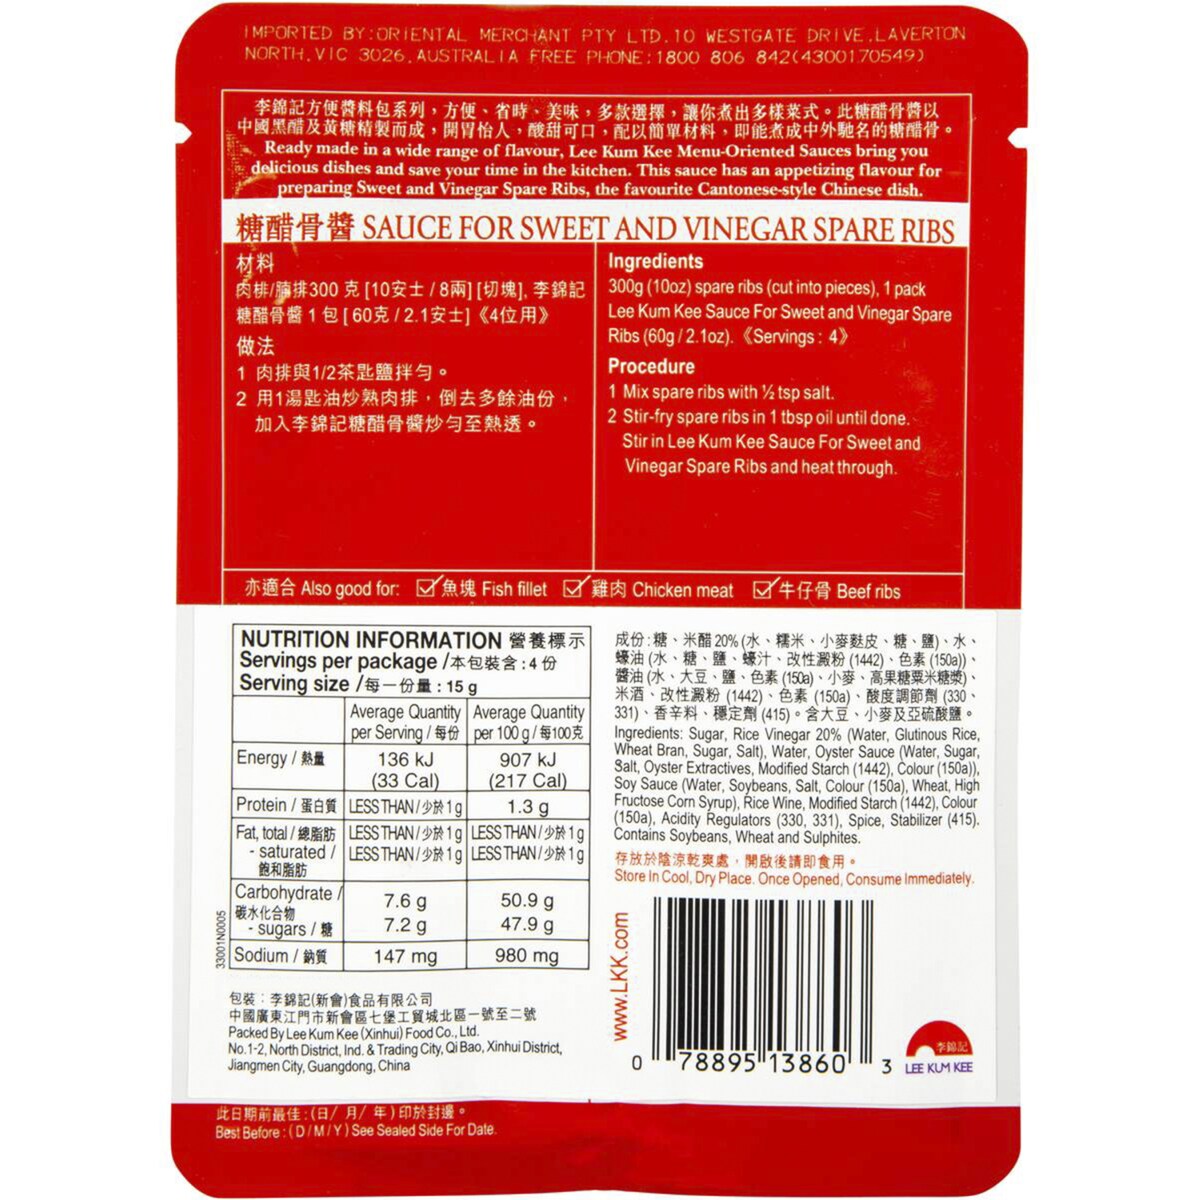 IMPORTED BY:ORIENTAL MERCHANT PTY LTD.10 WESTGATE DRIVE,LAVERTON
NORTH,VIC 3026,AUSTRALIA FREE PHONE:1800 806 842(4300170549)
李錦記方便醬料包系列，方便、省時、美味，多款選擇，讓你煮出多樣菜式。此糖醋骨醬以
中國黑醋及黃糖精製而成，開胃怡人，酸甜可口，配以簡單材料，即能煮成中外馳名的糖醋骨。
Ready made in a wide range of flavour, Lee Kum Kee Menu-Oriented Sauces bring you
delicious dishes and save your time in the kitchen. This sauce has an appetizing flavour for
preparing Sweet and Vinegar Spare Ribs, the favourite Cantonese-style Chinese dish.
糖醋骨醬 SAUCE FOR SWEET AND VINEGAR SPARE RIBS
材料
肉排/腩排300 克 [10安士 / 8兩] [切塊], 李錦記
糖醋骨醬 1 包 [ 60克 / 2.1安士]《4位用》
做法
1 肉排與1/2茶匙鹽拌勻。
2 用1湯匙油炒熟肉排，倒去多餘油份，
加入李錦記糖醋骨醬炒勻至熱透。
Ingredients
300g (10oz) spare ribs (cut into pieces), 1 pack
Lee Kum Kee Sauce For Sweet and Vinegar Spare
Ribs (60g / 2.1oz). 《Servings : 4》
Procedure
1 Mix spare ribs with ½ tsp salt.
2 Stir-fry spare ribs in 1 tbsp oil until done.
Stir in Lee Kum Kee Sauce For Sweet and
Vinegar Spare Ribs and heat through.
亦適合 Also good for: ☑ 魚塊 Fish fillet ☑ 雞肉 Chicken meat ☑ 牛仔骨 Beef ribs
NUTRITION INFORMATION 營養標示
Servings per package /本包裝含 : 4 份
Serving size /每一份量 : 15 g
Average Quantity per Serving / 每份 Average Quantity per 100 g / 每100克
Energy / 熱量 136 kJ (33 Cal) 907 kJ (217 Cal)
Protein / 蛋白質 LESS THAN / 少於 1 g 1.3 g
Fat, total / 總脂肪 LESS THAN / 少於 1 g LESS THAN / 少於 1 g
- saturated / 飽和脂肪 LESS THAN / 少於 1 g LESS THAN / 少於 1 g
Carbohydrate / 碳水化合物 7.6 g 50.9 g
- sugars / 糖 7.2 g 47.9 g
Sodium / 鈉質 147 mg 980 mg
33001N0005
包裝：李錦記(新會)食品有限公司
中國廣東江門市新會區七堡工貿城北區一號至二號
Packed By Lee Kum Kee (Xinhui) Food Co., Ltd.
No.1-2, North District, Ind. & Trading City, Qi Bao, Xinhui District,
Jiangmen City, Guangdong, China
成份 : 糖、米醋 20% (水、糯米、小麥麩皮、糖、鹽)、水、
蠔油 (水、糖、鹽、蠔汁、改性澱粉 (1442)、色素 (150a))、
醬油 (水、大豆、鹽、色素 (150a)、小麥、高果糖粟米糖漿)、
米酒、改性澱粉 (1442)、色素 (150a)、酸度調節劑 (330、
331)、香辛料、穩定劑 (415)。含大豆、小麥及亞硫酸鹽。
Ingredients: Sugar, Rice Vinegar 20% (Water, Glutinous Rice,
Wheat Bran, Sugar, Salt), Water, Oyster Sauce (Water, Sugar,
Salt, Oyster Extractives, Modified Starch (1442), Colour (150a)),
Soy Sauce (Water, Soybeans, Salt, Colour (150a), Wheat, High
Fructose Corn Syrup), Rice Wine, Modified Starch (1442), Colour
(150a), Acidity Regulators (330, 331), Spice, Stabilizer (415).
Contains Soybeans, Wheat and Sulphites.
存放於陰涼乾爽處，開啟後請即食用。
Store In Cool, Dry Place. Once Opened, Consume Immediately.
www.LKK.com
0 78895 13860 3
李錦記
LEE KUM KEE
此日期前最佳 : (日/ 月/ 年) 印於封邊。
Best Before : ( D / M / Y ) See Sealed Side For Date.